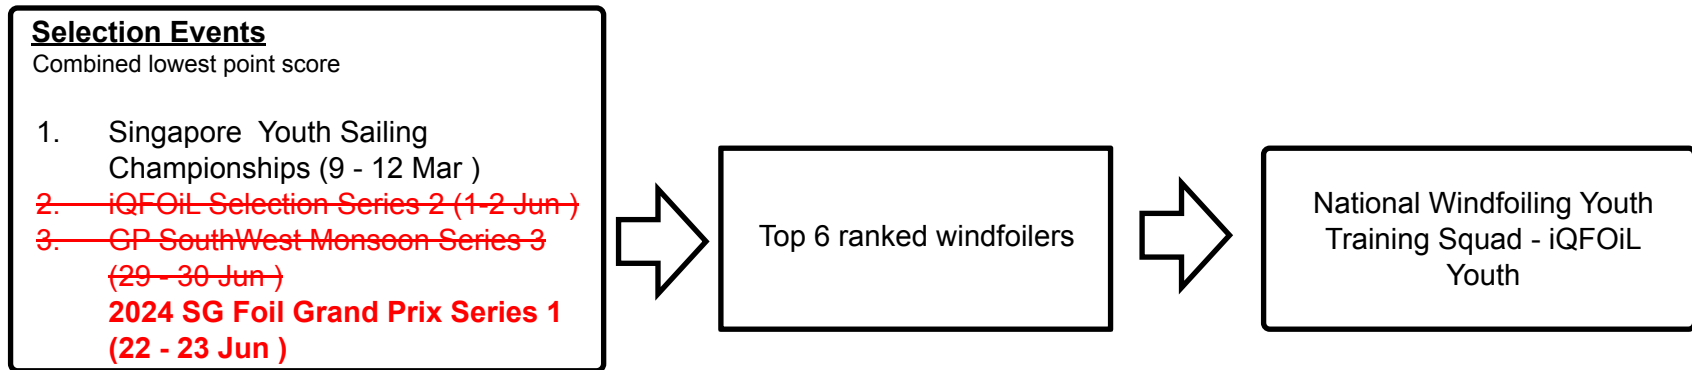 Selection Events
Combined lowest point score
1. Singapore Youth Sailing
Championships (9 - 12 Mar )
2. iQFOiL Selection Series 2 (1-2 Jun )
3. GP SouthWest Monsoon Series 3
(29 - 30 Jun )
2024 SG Foil Grand Prix Series 1
(22 - 23 Jun )
Top 6 ranked windfoilers
National Windfoiling Youth
Training Squad - iQFOiL
Youth